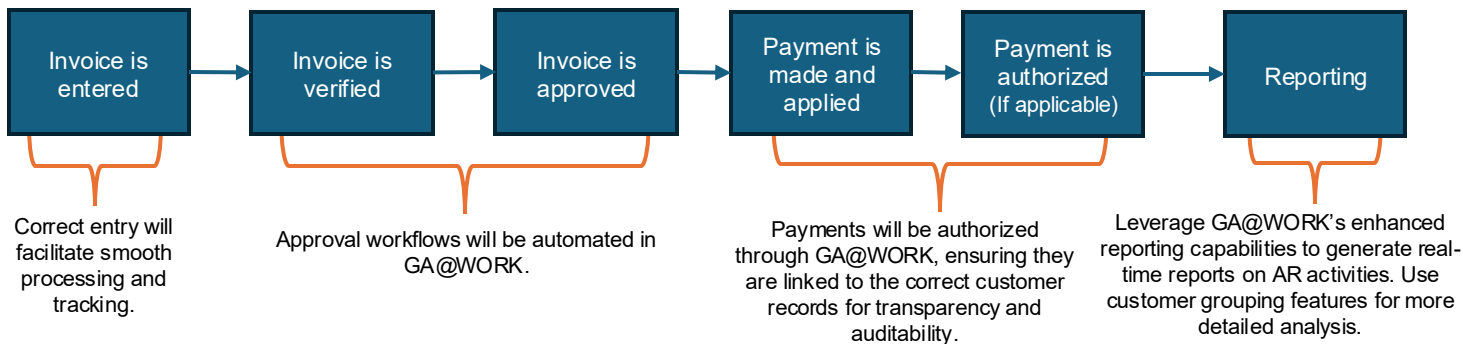 Invoice is
entered
Invoice is
verified
Invoice is
approved
Payment is
made and
applied
Payment is
authorized
(If applicable)
Reporting
Correct entry will
facilitate smooth
processing and
tracking.
Approval workflows will be automated in
GA@WORK.
Payments will be authorized
through GA@WORK, ensuring they
are linked to the correct customer
records for transparency and
auditability.
Leverage GA@WORK’s enhanced
reporting capabilities to generate real-
time reports on AR activities. Use
customer grouping features for more
detailed analysis.